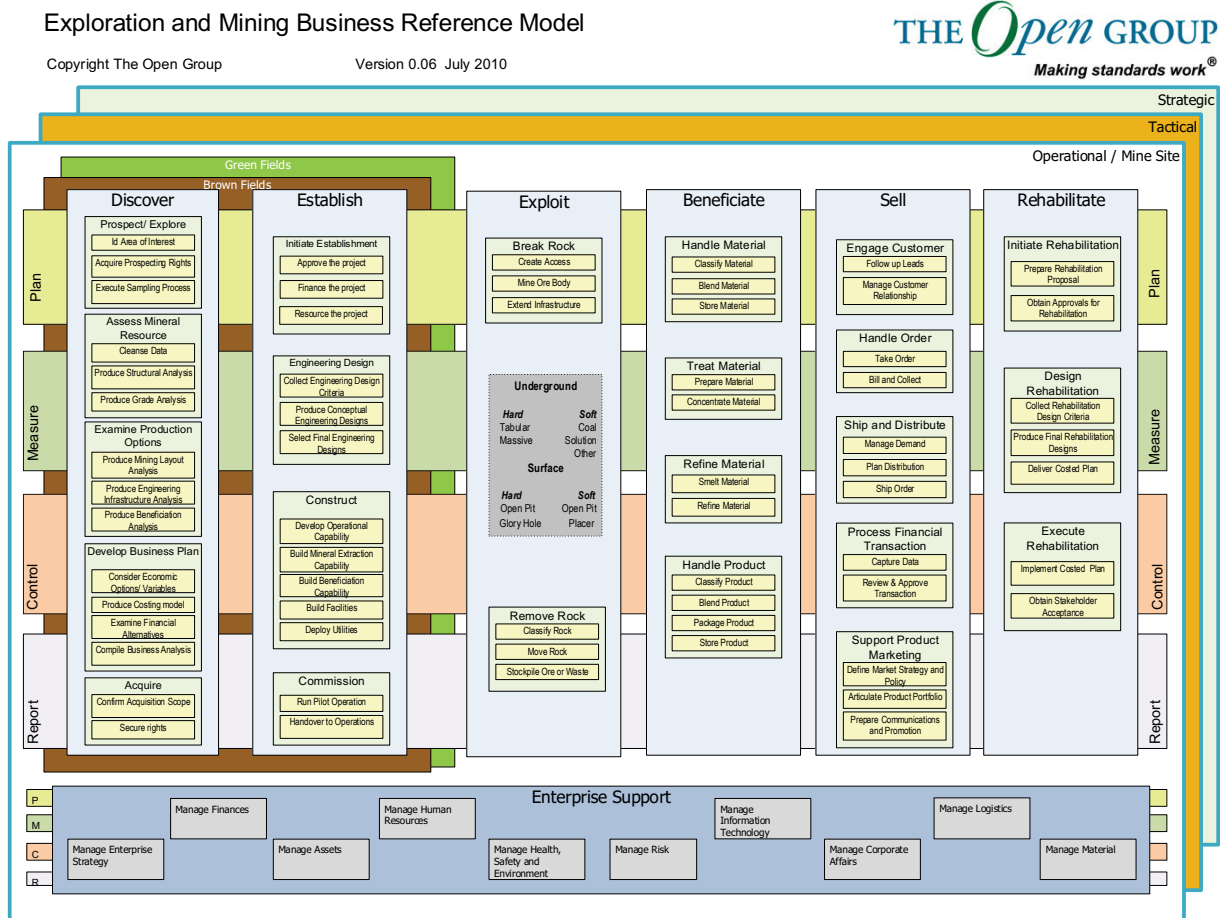 Exploration and Mining Business Reference Model
THE Open GROUP
Making standards work®
Copyright The Open Group
Version 0.06 July 2010
Strategic
Tactical
Operational / Mine Site
Green Fields
Brown Fields
Plan
Measure
Control
Report
Discover
Prospect/ Explore
Id Area of Interest
Acquire Prospecting Rights
Execute Sampling Process
Assess Mineral
Resource
Cleanse Data
Produce Structural Analysis
Produce Grade Analysis
Examine Production
Options
Produce Mining Layout
Analysis
Produce Engineering
Infrastructure Analysis
Produce Beneficiation
Analysis
Develop Business Plan
Consider Economic
Options/ Variables
Produce Costing model
Examine Financial
Alternatives
Compile Business Analysis
Acquire
Confirm Acquisition Scope
Secure rights
Establish
Initiate Establishment
Approve the project
Finance the project
Resource the project
Engineering Design
Collect Engineering Design
Criteria
Produce Conceptual
Engineering Designs
Select Final Engineering
Designs
Construct
Develop Operational
Capability
Build Mineral Extraction
Capability
Build Beneficiation
Capability
Build Facilities
Deploy Utilities
Commission
Run Pilot Operation
Handover to Operations
Exploit
Break Rock
Create Access
Mine Ore Body
Extend Infrastructure
Underground
Hard Soft
Tabular Coal
Massive Solution
Other
Surface
Hard Soft
Open Pit Open Pit
Glory Hole Placer
Remove Rock
Classify Rock
Move Rock
Stockpile Ore or Waste
Beneficiate
Handle Material
Classify Material
Blend Material
Store Material
Treat Material
Prepare Material
Concentrate Material
Refine Material
Smelt Material
Refine Material
Handle Product
Classify Product
Blend Product
Package Product
Store Product
Sell
Engage Customer
Follow up Leads
Manage Customer
Relationship
Handle Order
Take Order
Bill and Collect
Ship and Distribute
Manage Demand
Plan Distribution
Ship Order
Process Financial
Transaction
Capture Data
Review & Approve
Transaction
Support Product
Marketing
Define Market Strategy and
Policy
Articulate Product Portfolio
Prepare Communications
and Promotion
Rehabilitate
Initiate Rehabilitation
Prepare Rehabilitation
Proposal
Obtain Approvals for
Rehabilitation
Design
Rehabilitation
Collect Rehabilitation
Design Criteria
Produce Final Rehabilitation
Designs
Deliver Costed Plan
Execute
Rehabilitation
Implement Costed Plan
Obtain Stakeholder
Acceptance
Plan
Measure
Control
Report
P
M
C
R
Enterprise Support
Manage Enterprise
Strategy
Manage Finances
Manage Assets
Manage Human
Resources
Manage Health,
Safety and
Environment
Manage Risk
Manage
Information
Technology
Manage Corporate
Affairs
Manage Logistics
Manage Material